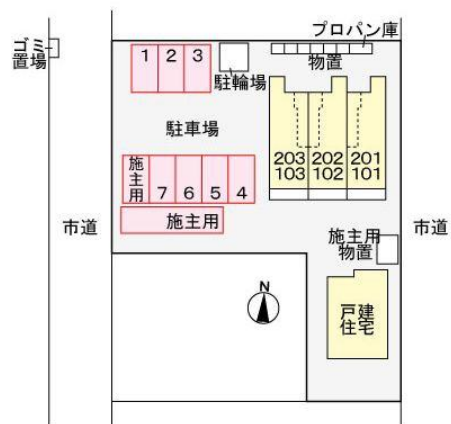 ゴミ
置場
プロパン庫
1 2 3
駐輪場
物置
駐車場
203 202 201
103 102 101
施主用 7 6 5 4
施主用
市道
市道
施主用
物置
N
戸建
住宅